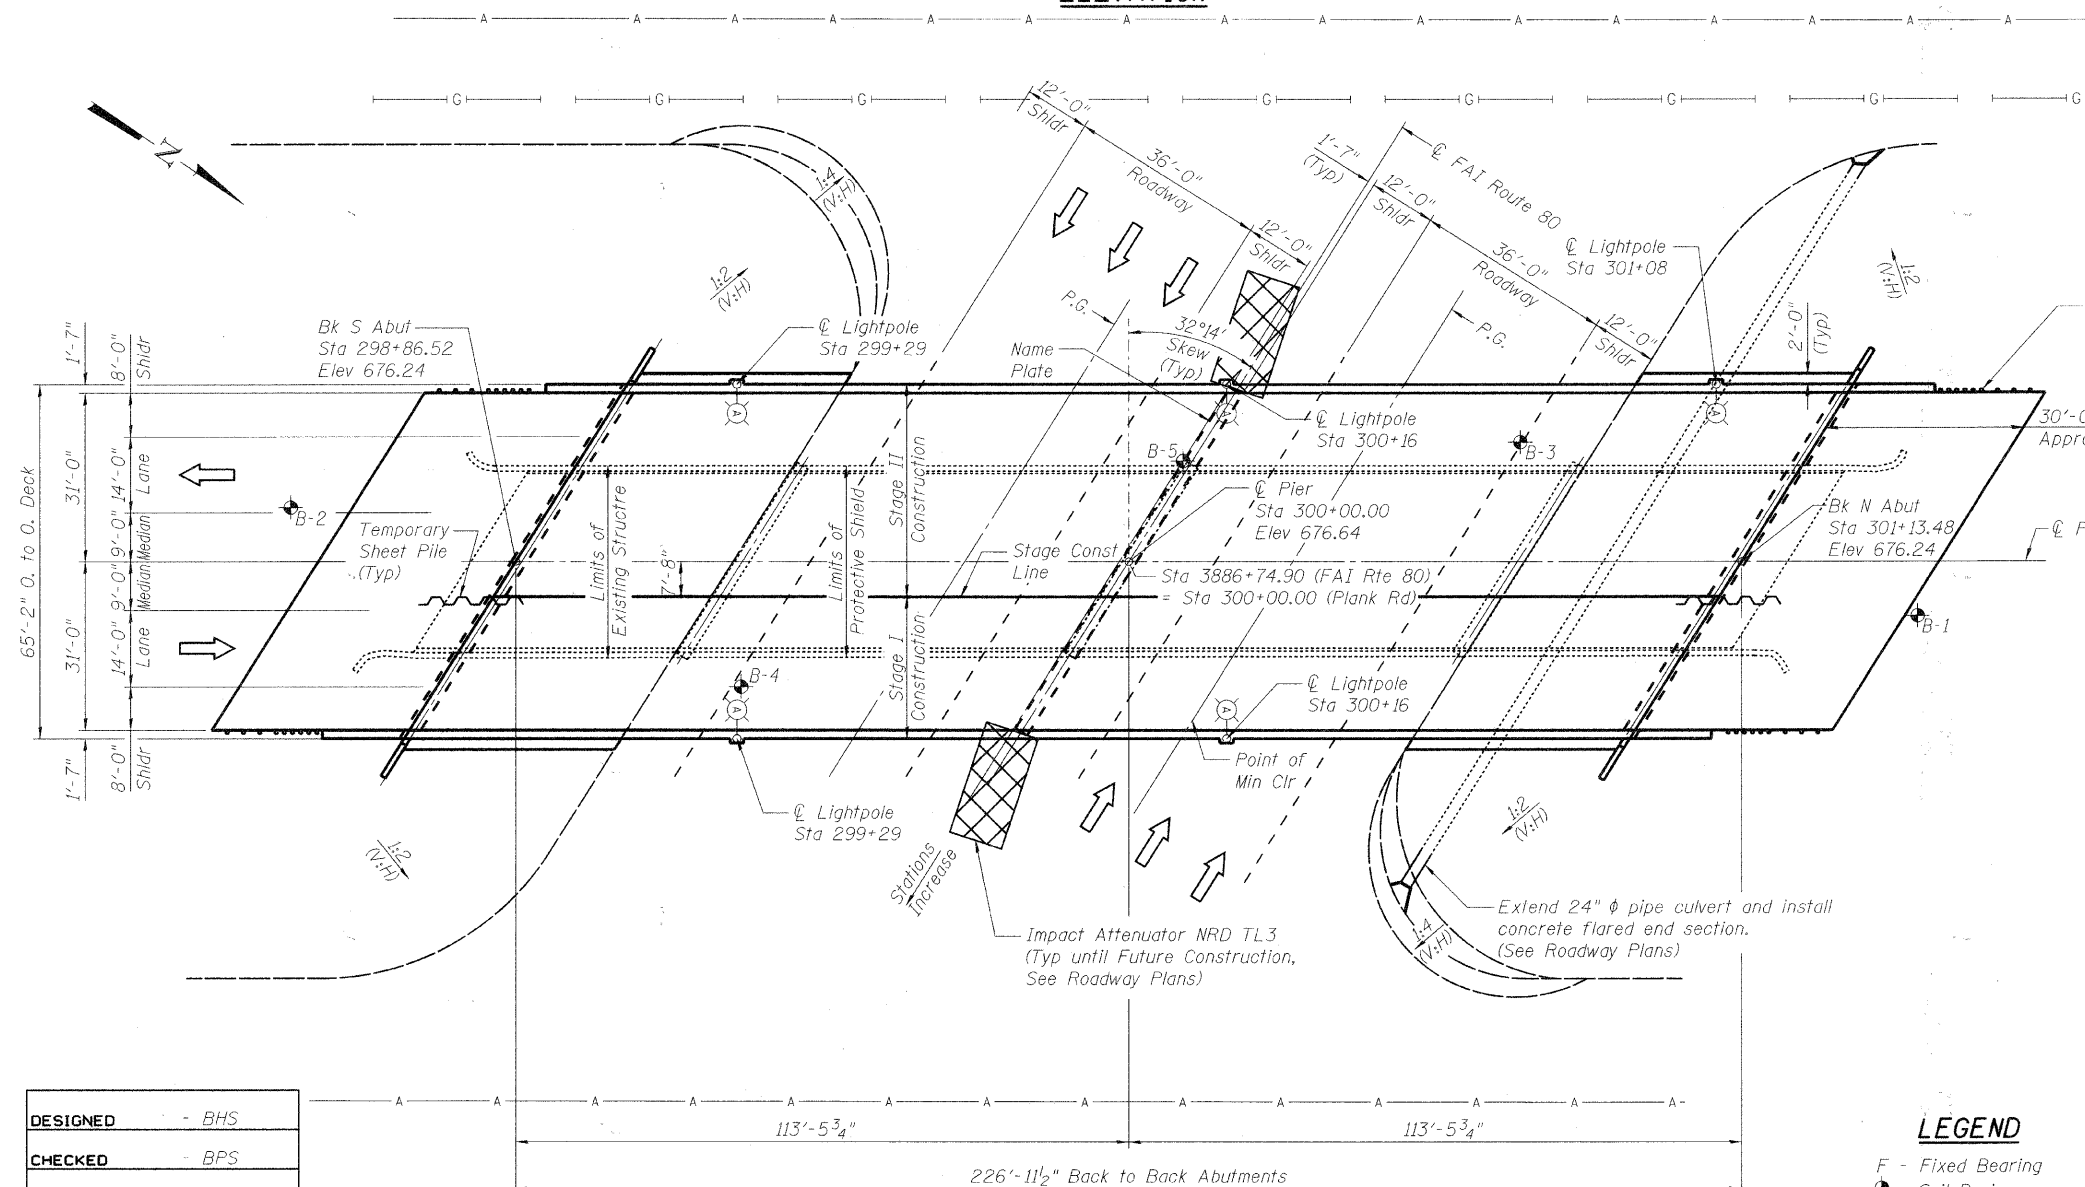 A A A A A A A A A A A A A A A A
G G G G G G G G G
N
12'-0"
Shldr
36'-0"
Roadway
12'-0"
Shldr
1'-7"
(Typ)
℄ FAI Route 80
12'-0"
Shldr
36'-0"
Roadway
12'-0"
Shldr
1:4
(V:H)
1:2
(V:H)
℄ Lightpole
Sta 301+08
1:2
(V:H)
2'-0"
(Typ)
P.G.
32°14'
Skew
(Typ)
P.G.
Name
Plate
Bk S Abut
Sta 298+86.52
Elev 676.24
℄ Lightpole
Sta 299+29
℄ Lightpole
Sta 300+16
1'-7"
8'-0"
Shldr
65'-2" O. to O. Deck
31'-0"
31'-0"
14'-0"
Lane
9'-0"
Median
9'-0"
Median
14'-0"
Lane
8'-0"
Shldr
1'-7"
A
A
A
B-2
B-5
B-3
Temporary
Sheet Pile
(Typ)
Limits of
Existing Structure
7'-8"
Limits of
Protective Shield
Stage II
Construction
Stage I
Construction
Stage Const
Line
℄ Pier
Sta 300+00.00
Elev 676.64
Sta 3886+74.90 (FAI Rte 80)
= Sta 300+00.00 (Plank Rd)
Bk N Abut
Sta 301+13.48
Elev 676.24
℄ F
B-1
B-4
A
A
℄ Lightpole
Sta 300+16
Point of
Min Clr
℄ Lightpole
Sta 299+29
1:2
(V:H)
Stations
Increase
1:2
(V:H)
1:4
(V:H)
Impact Attenuator NRD TL3
(Typ until Future Construction,
See Roadway Plans)
Extend 24" ϕ pipe culvert and install
concrete flared end section.
(See Roadway Plans)
A A A A A A A A A A A A A A
113'-5¾"
113'-5¾"
226'-11½" Back to Back Abutments
DESIGNED - BHS
CHECKED - BPS
LEGEND
F - Fixed Bearing